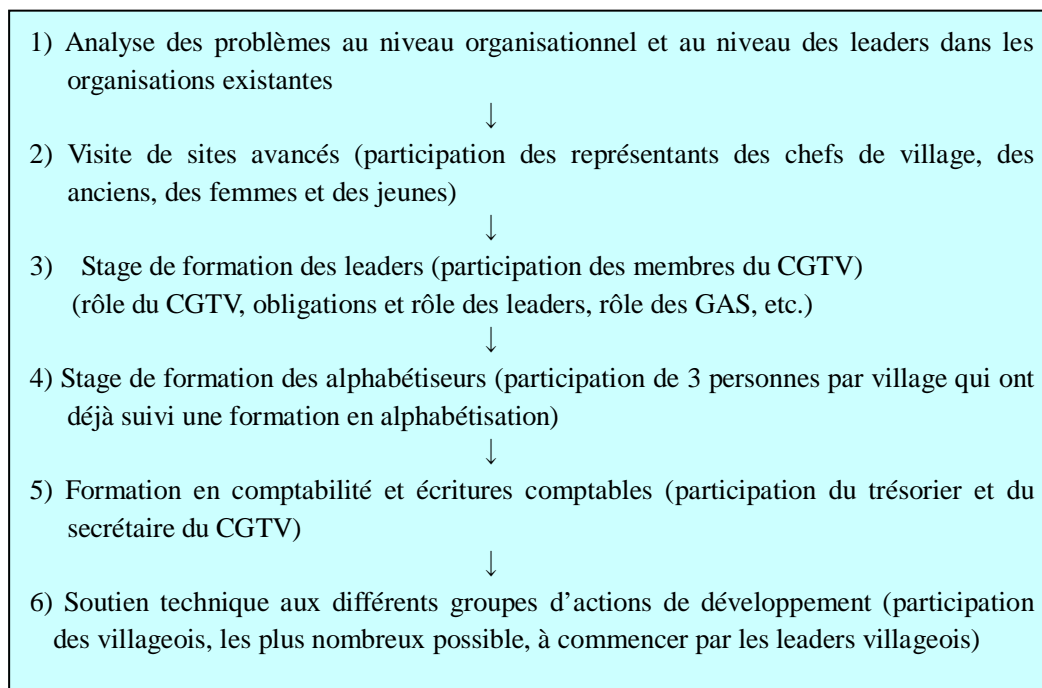 1) Analyse des problèmes au niveau organisationnel et au niveau des leaders dans les
organisations existantes
↓
2) Visite de sites avancés (participation des représentants des chefs de village, des
anciens, des femmes et des jeunes)
↓
3) Stage de formation des leaders (participation des membres du CGTV)
(rôle du CGTV, obligations et rôle des leaders, rôle des GAS, etc.)
↓
4) Stage de formation des alphabétiseurs (participation de 3 personnes par village qui ont
déjà suivi une formation en alphabétisation)
↓
5) Formation en comptabilité et écritures comptables (participation du trésorier et du
secrétaire du CGTV)
↓
6) Soutien technique aux différents groupes d’actions de développement (participation
des villageois, les plus nombreux possible, à commencer par les leaders villageois)